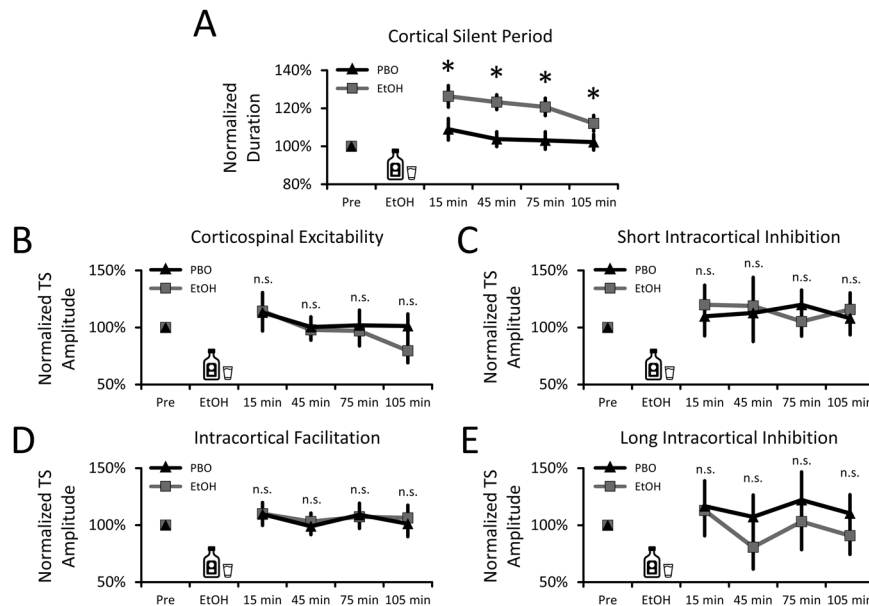 A
Cortical Silent Period
Normalized
Duration
140%
120%
100%
80%
PBO
EtOH
*
*
*
*
Pre
EtOH
15 min
45 min
75 min
105 min
B
Corticospinal Excitability
Normalized TS
Amplitude
150%
100%
50%
PBO
EtOH
n.s.
n.s.
n.s.
n.s.
Pre
EtOH
15 min
45 min
75 min
105 min
C
Short Intracortical Inhibition
Normalized TS
Amplitude
150%
100%
50%
PBO
EtOH
n.s.
n.s.
n.s.
n.s.
Pre
EtOH
15 min
45 min
75 min
105 min
D
Intracortical Facilitation
Normalized TS
Amplitude
150%
100%
50%
PBO
EtOH
n.s.
n.s.
n.s.
n.s.
Pre
EtOH
15 min
45 min
75 min
105 min
E
Long Intracortical Inhibition
Normalized TS
Amplitude
150%
100%
50%
PBO
EtOH
n.s.
n.s.
n.s.
n.s.
Pre
EtOH
15 min
45 min
75 min
105 min